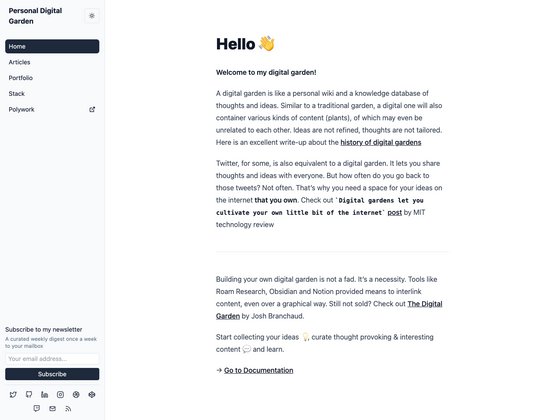 Personal Digital
Garden
Home
Articles
Portfolio
Stack
Polywork
Subscribe to my newsletter
A curated weekly digest once a week
to your mailbox
Your email address...
Subscribe
Hello 👋
Welcome to my digital garden!
A digital garden is like a personal wiki and a knowledge database of
thoughts and ideas. Similar to a traditional garden, a digital one will also
container various kinds of content (plants), of which may even be
unrelated to each other. Ideas are not refined, thoughts are not tailored.
Here is an excellent write-up about the history of digital gardens
Twitter, for some, is also equivalent to a digital garden. It lets you share
thoughts and ideas with everyone. But how often do you go back to
those tweets? Not often. That's why you need a space for your ideas on
the internet that you own. Check out `Digital gardens let you
cultivate your own little bit of the internet` post by MIT
technology review
Building your own digital garden is not a fad. It's a necessity. Tools like
Roam Research, Obsidian and Notion provided means to interlink
content, even over a graphical way. Still not sold? Check out The Digital
Garden by Josh Branchaud.
Start collecting your ideas 💡, curate thought provoking & interesting
content 💬 and learn.
→ Go to Documentation